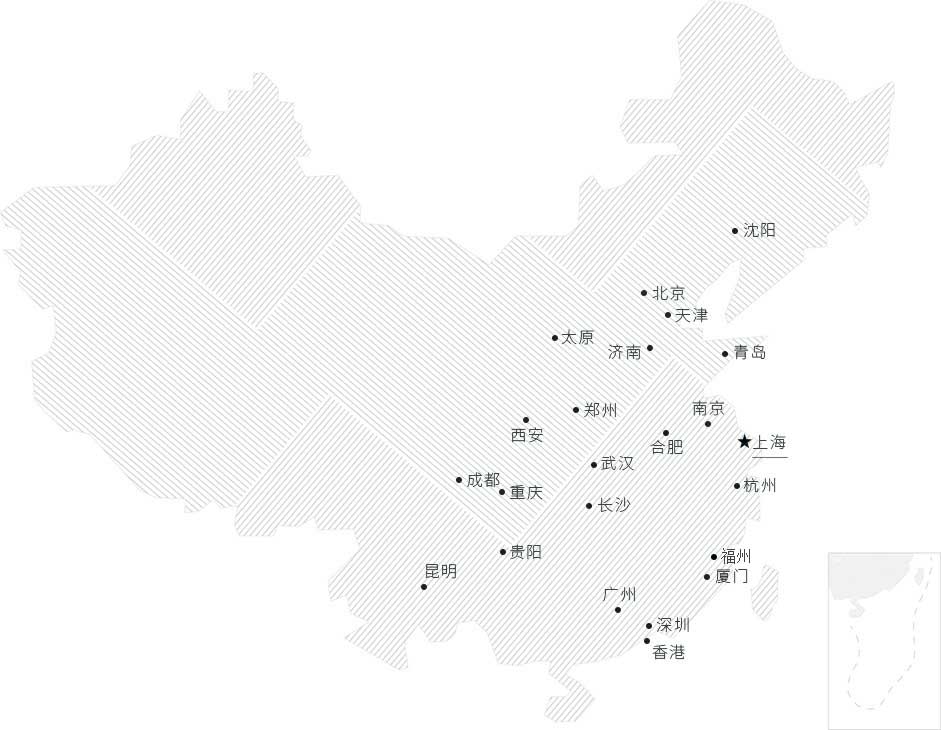 沈阳
北京
天津
太原
济南
青岛
郑州
南京
西安
合肥
上海
武汉
成都
重庆
杭州
长沙
贵阳
福州
昆明
厦门
广州
深圳
香港